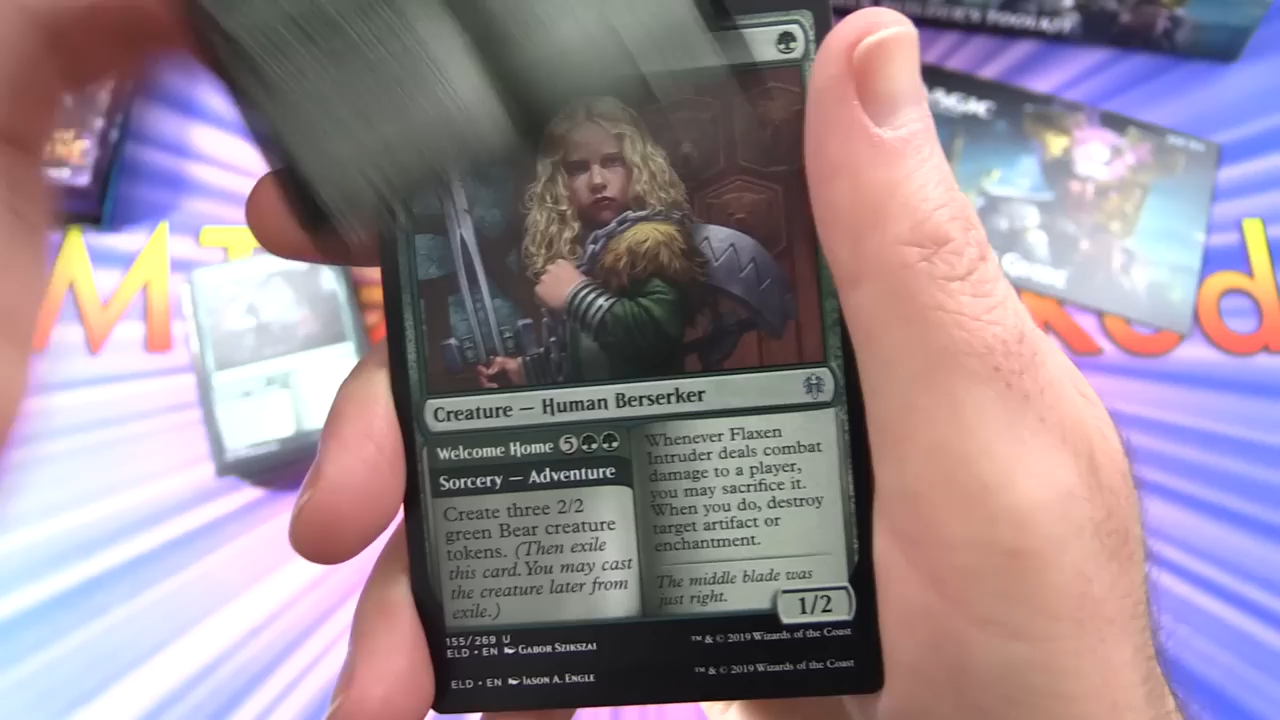 TOOLKIT
Creature — Human Berserker
Welcome Home 5
Sorcery — Adventure
Create three 2/2
green Bear creature
tokens. (Then exile
this card. You may cast
the creature later from
exile.)
Whenever Flaxen
Intruder deals combat
damage to a player,
you may sacrifice it.
When you do, destroy
target artifact or
enchantment.
The middle blade was
just right.
1/2
155/269 U
ELD • EN Gabor Szikszai
™ & © 2019 Wizards of the Coast
ELD • EN Jason A. Engle
™ & © 2019 Wizards of the Coast